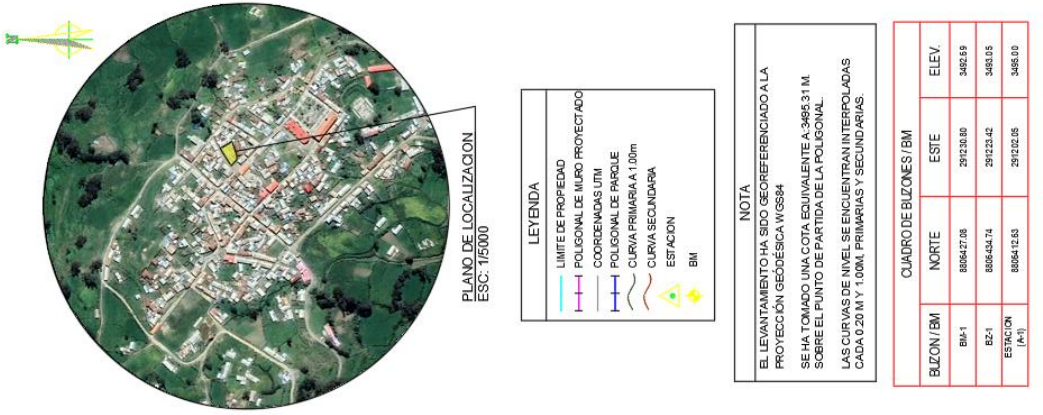 PLANO DE LOCALIZACION
ESC: 1/5000
LEYENDA
LIMITE DE PROPIEDAD
POLIGONAL DE MURO PROYECTADO
COORDENADAS UTM
POLIGONAL DE PARQUE
CURVA PRIMARIA A 1.00m
CURVA SECUNDARIA
ESTACION
BM
NOTA
EL LEVANTAMIENTO HA SIDO GEOREFERENCIADO A LA
PROYECCIÓN GEÓDÉSICA WGS84
SE HA TOMADO UNA COTA EQUIVALENTE A:3495.31 M.
SOBRE EL PUNTO DE PARTIDA DE LA POLIGONAL.
LAS CURVAS DE NIVEL SE ENCUENTRAN INTERPOLADAS
CADA 0.20 M Y 1.00M, PRIMARIAS Y SECUNDARIAS.
CUADRO DE BUZONES / BM
BUZON / BM NORTE ESTE ELEV.
BM-1 8806427.08 291230.80 3492.69
BZ-1 8806434.74 291223.42 3493.05
ESTACION (A-1) 8806412.63 291202.05 3495.00